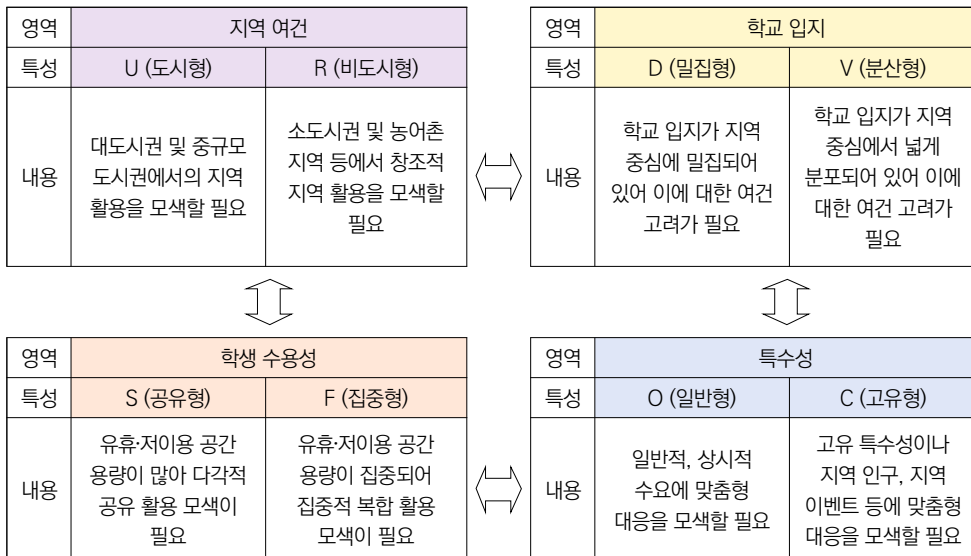 영역 지역 여건
특성 U (도시형) R (비도시형)
내용
대도시권 및 중규모
도시권에서의 지역
활용을 모색할 필요
소도시권 및 농어촌
지역 등에서 창조적
지역 활용을 모색할
필요
영역 학교 입지
특성 D (밀집형) V (분산형)
내용
학교 입지가 지역
중심에 밀집되어
있어 이에 대한 여건
고려가 필요
학교 입지가 지역
중심에서 넓게
분포되어 있어 이에
대한 여건 고려가
필요
영역 학생 수용성
특성 S (공유형) F (집중형)
내용
유휴·저이용 공간
용량이 많아 다각적
공유 활용 모색이
필요
유휴·저이용 공간
용량이 집중되어
집중적 복합 활용
모색이 필요
영역 특수성
특성 O (일반형) C (고유형)
내용
일반적, 상시적
수요에 맞춤형
대응을 모색할 필요
고유 특수성이나
지역 인구, 지역
이벤트 등에 맞춤형
대응을 모색할 필요